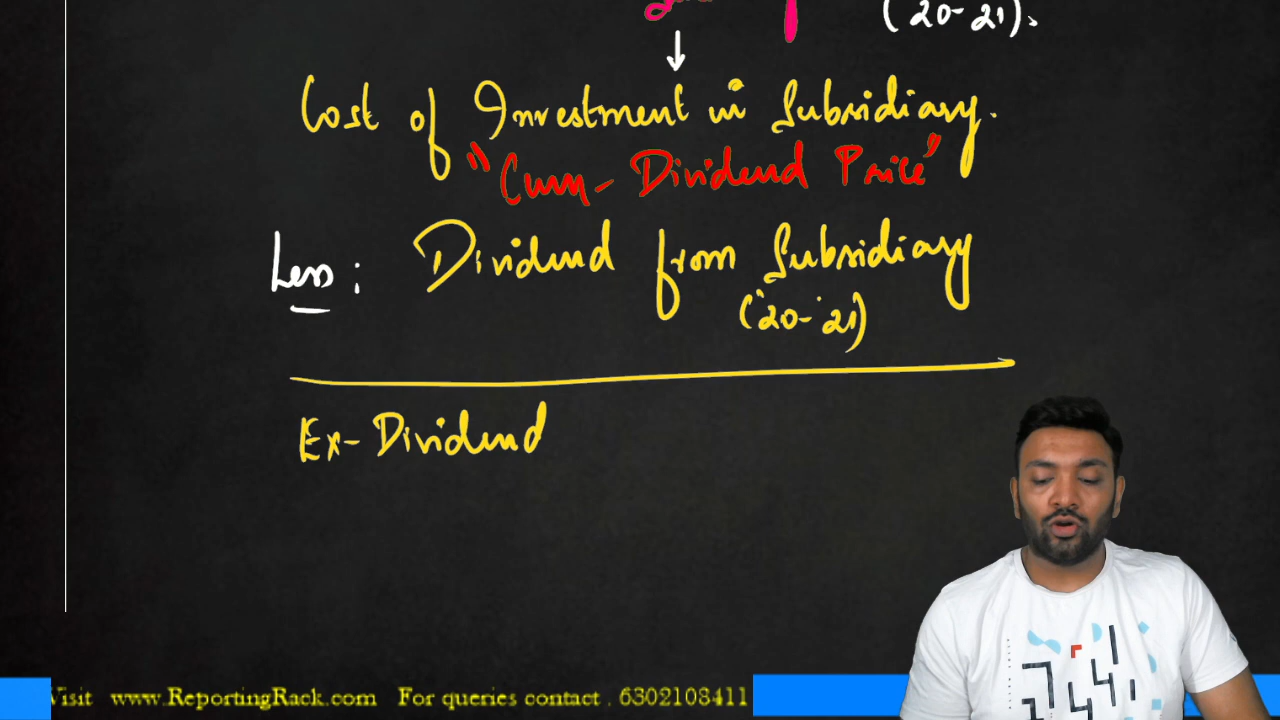 (20-21).
Cost of Investment in Subsidiary.
"Cum-Dividend Price"
Less: Dividend from Subsidiary
('20-'21)
Ex-Dividend
Visit www.ReportingRack.com For queries contact . 6302108411